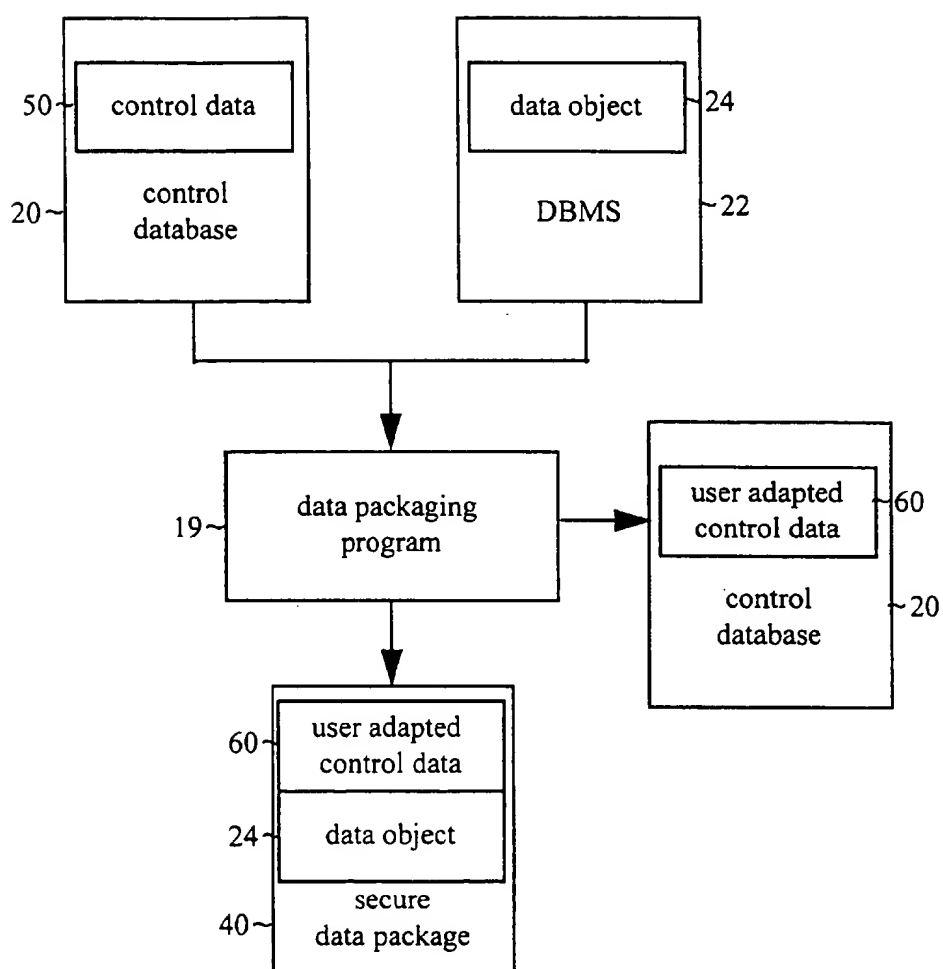 50 control data
data object 24
20 control
database
DBMS 22
19 data packaging
program
user adapted 60
control data
control 20
database
60 user adapted
control data
24 data object
secure
40 data package